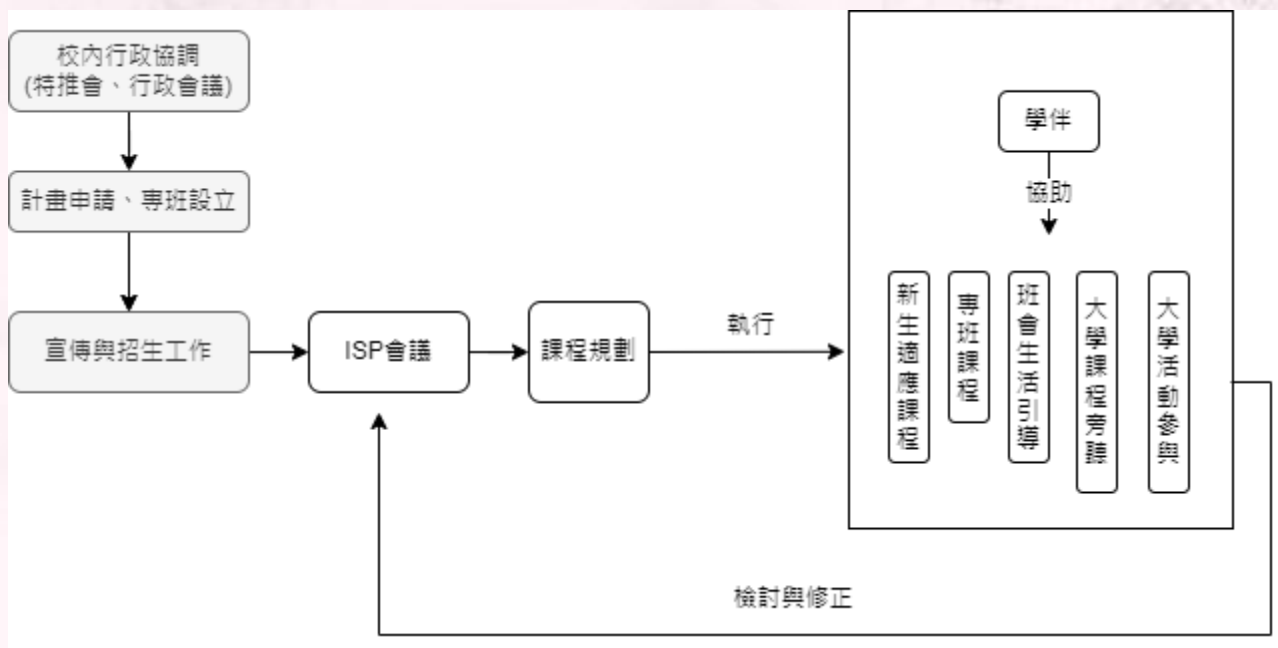 校內行政協調
(特推會、行政會議)
計畫申請、專班設立
宣傳與招生工作
ISP會議
課程規劃
執行
學伴
協助
新生適應課程
專班課程
班會生活引導
大學課程旁聽
大學活動參與
檢討與修正